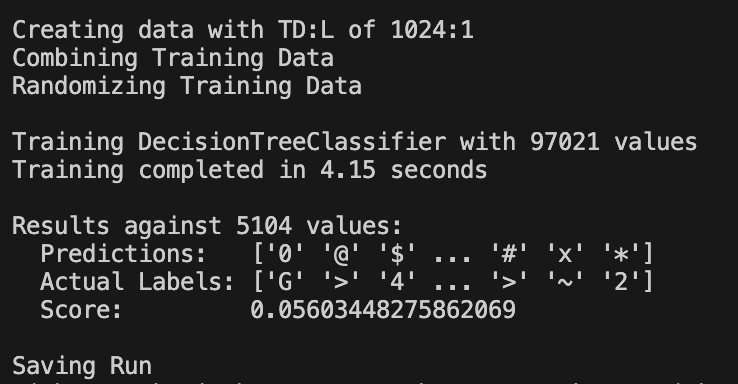 Creating data with TD:L of 1024:1
Combining Training Data
Randomizing Training Data
Training DecisionTreeClassifier with 97021 values
Training completed in 4.15 seconds
Results against 5104 values:
Predictions: ['0' '@' '$' ... '#' 'x' '*']
Actual Labels: ['G' '>' '4' ... '>' '~' '2']
Score: 0.05603448275862069
Saving Run